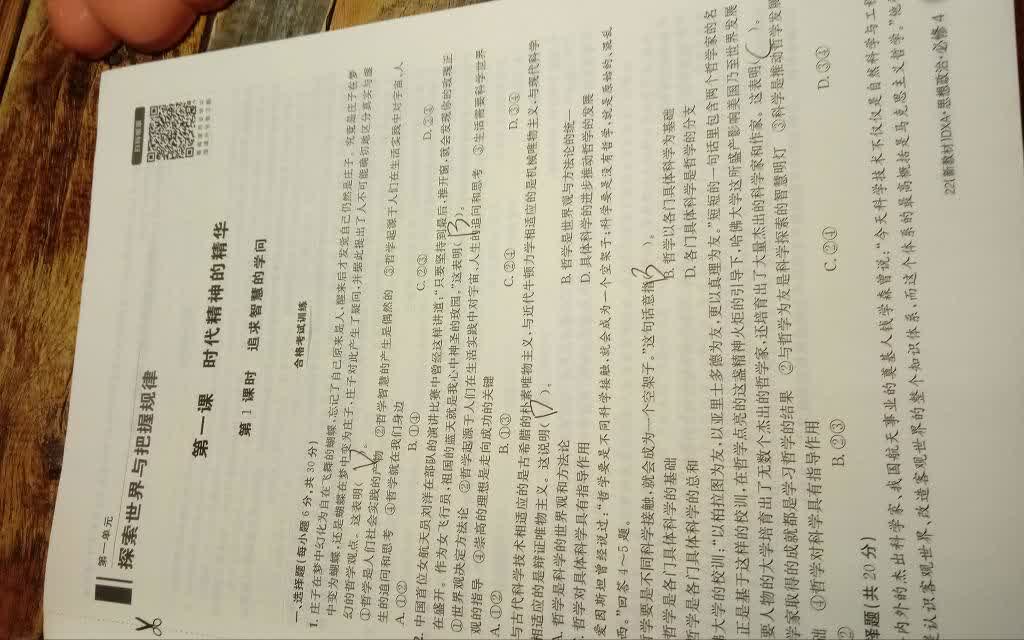 第一单元
探索世界与把握规律
第一课 时代精神的精华
第1课时 追求智慧的学问
合格考试训练
一、选择题(每小题6分,共30分)
1. 庄子在梦中幻化为自在飞舞的蝴蝶,忘记了自己原来是人,醒来后才发觉自己仍然是庄子。究竟是庄子在梦
中变为蝴蝶,还是蝴蝶在梦中变为庄子,庄子对此产生了疑问,并据此提出了人不可能确切地区分真实与虚
幻的哲学观点。这表明( )。
①哲学是人们社会实践的产物 ②哲学智慧的产生是偶然的 ③哲学起源于人们在生活实践中对宇宙、人
生的追问和思考 ④哲学就在我们身边
A. ①② B. ①④ C. ②③ D. ③④
2. 中国首位女航天员刘洋在部队的演讲比赛中曾经这样讲道:“只要坚持到最后,推开窗,就会发现你的玫瑰正
在盛开。作为女飞行员,祖国的蓝天就是我心中神圣的玫园。”这表明( B )。
①世界观决定方法论 ②哲学起源于人们在生活实践中对宇宙、人生的追问和思考 ③生活需要科学世界
观的指导 ④崇高的理想是走向成功的关键
A. ①② B. ①③ C. ②④ D. ③④
与古代科学技术相适应的是古希腊的朴素唯物主义,与近代牛顿力学相适应的是机械唯物主义,与现代科学
相适应的是辩证唯物主义。这说明( D )。
A. 哲学是科学的世界观和方法论 B. 哲学是世界观与方法论的统一
哲学对具体科学具有指导作用 D. 具体科学的进步推动哲学的发展
爱因斯坦曾经说过:“哲学要是不同科学接触,就会成为一个空架子;科学要是没有哲学,就是原始的、混乱
西。”回答4~5题。
哲学要是不同科学接触,就会成为一个空架子。”这句话意指( B )。
哲学是各门具体科学的基础 B. 哲学以各门具体科学为基础
哲学是各门具体科学的总和 D. 各门具体科学是哲学的分支
大学的校训:“以柏拉图为友,以亚里士多德为友,更以真理为友。”短短的一句话里包含两个哲学家的名
正是基于这样的校训,在哲学点亮的这盏精神火炬的引导下,哈佛大学这所盛产影响美国乃至世界发展
要人物的大学培育出了无数个杰出的哲学家,还培育出了大量杰出的科学家和作家。这表明( )。
学家取得的成就都是学习哲学的结果 ②与哲学为友是科学探索的智慧明灯 ③科学是推动哲学发展
础 ④哲学对科学具有指导作用
② B. ②③ C. ②④ D. ③④
择题(共20分)
内外的杰出科学家、我国航天事业的奠基人钱学森曾说:“今天科学技术不仅仅是自然科学与工程
认识客观世界、改造客观世界的整个知识体系,而这个体系的最高概括是马克思主义哲学。”
22(新教材)DXA·思想政治·必修4